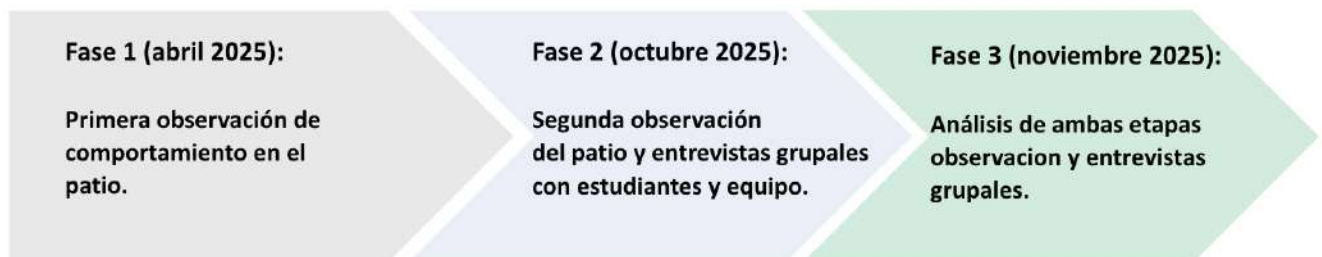 Fase 1 (abril 2025):
Primera observación de
comportamiento en el
patio.
Fase 2 (octubre 2025):
Segunda observación
del patio y entrevistas grupales
con estudiantes y equipo.
Fase 3 (noviembre 2025):
Análisis de ambas etapas
observacion y entrevistas
grupales.